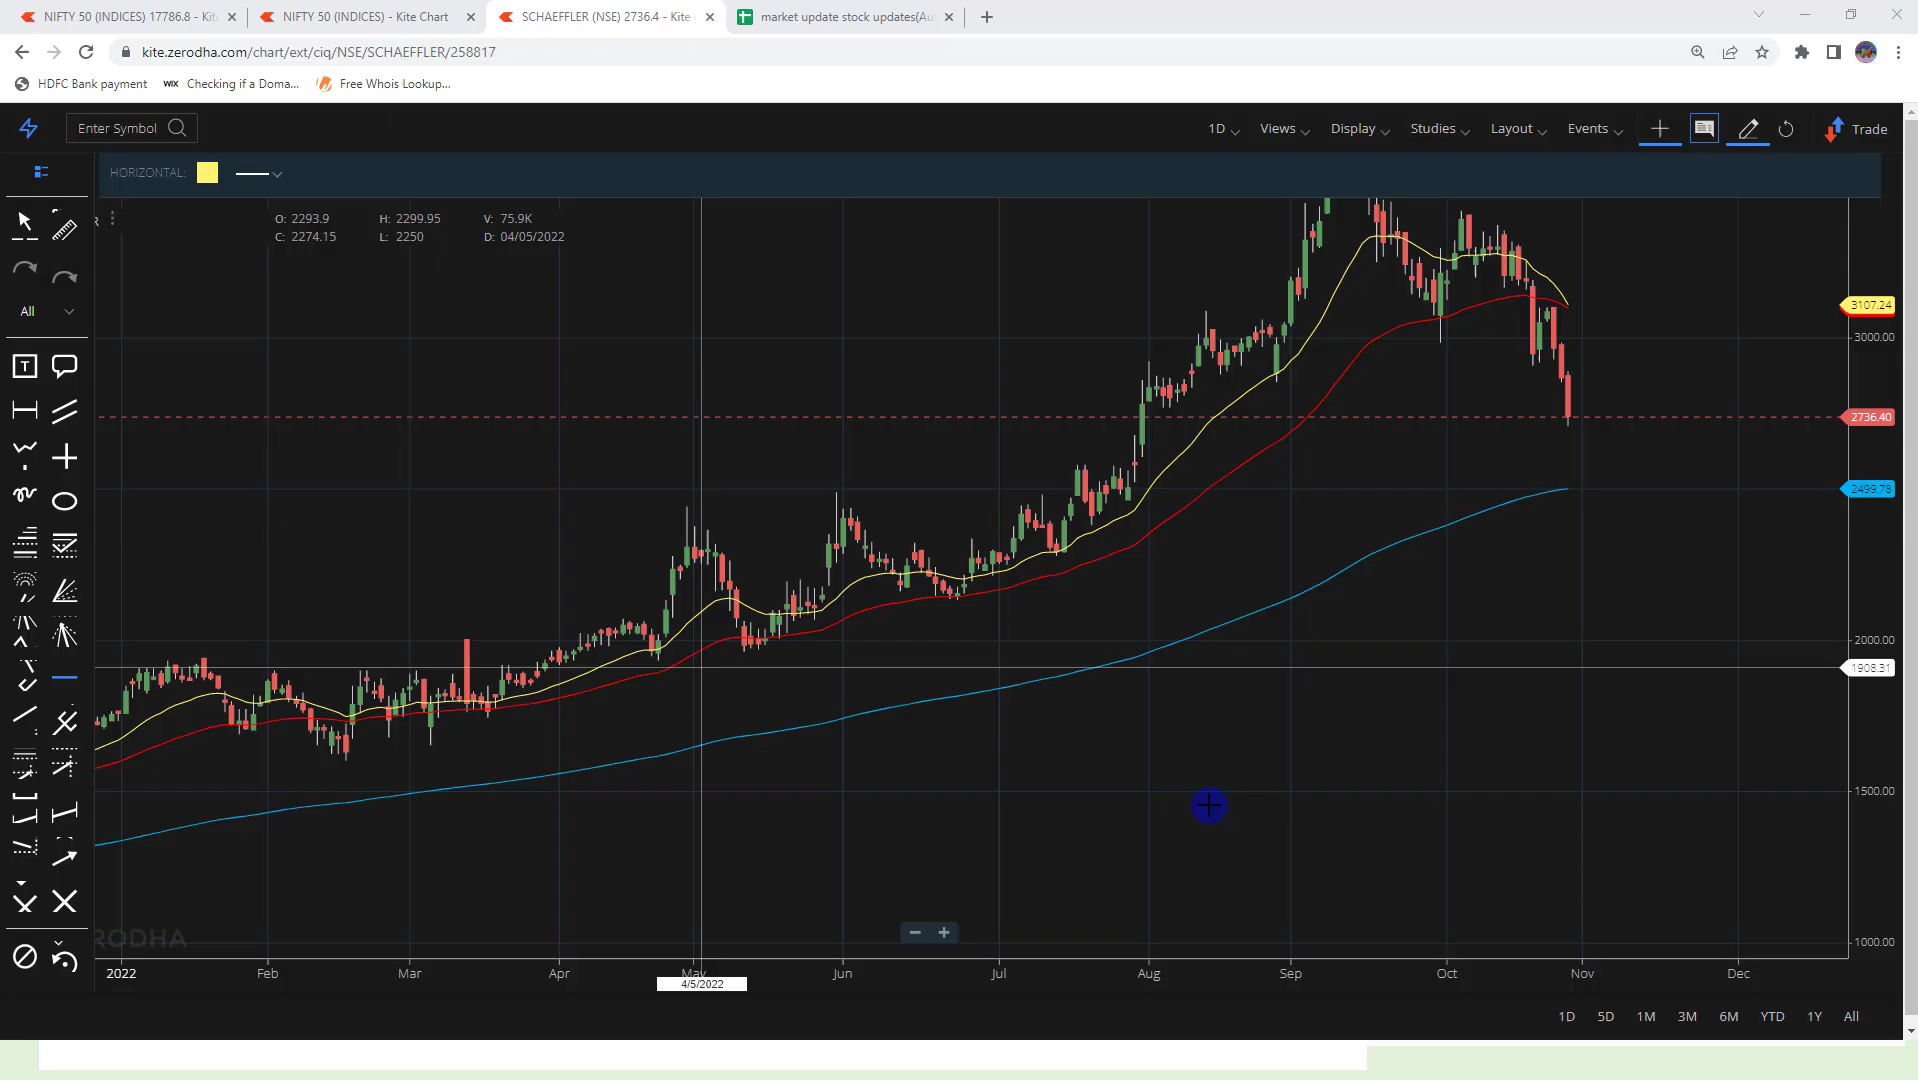 NIFTY 50 (INDICES) 17786.8 - Kit
NIFTY 50 (INDICES) - Kite Chart
SCHAEFFLER (NSE) 2736.4 - Kite
market update stock updates(Au
kite.zerodha.com/chart/ext/ciq/NSE/SCHAEFFLER/258817
HDFC Bank payment
WIX Checking if a Doma...
Free Whois Lookup...
Enter Symbol
1D
Views
Display
Studies
Layout
Events
Trade
HORIZONTAL:
R
O: 2293.9 H: 2299.95 V: 75.9K
C: 2274.15 L: 2250 D: 04/05/2022
All
T
3107.24
3000.00
2736.40
2499.78
2000.00
1908.31
1500.00
1000.00
RODHA
2022 Feb Mar Apr May Jun Jul Aug Sep Oct Nov Dec
4/5/2022
1D 5D 1M 3M 6M YTD 1Y All